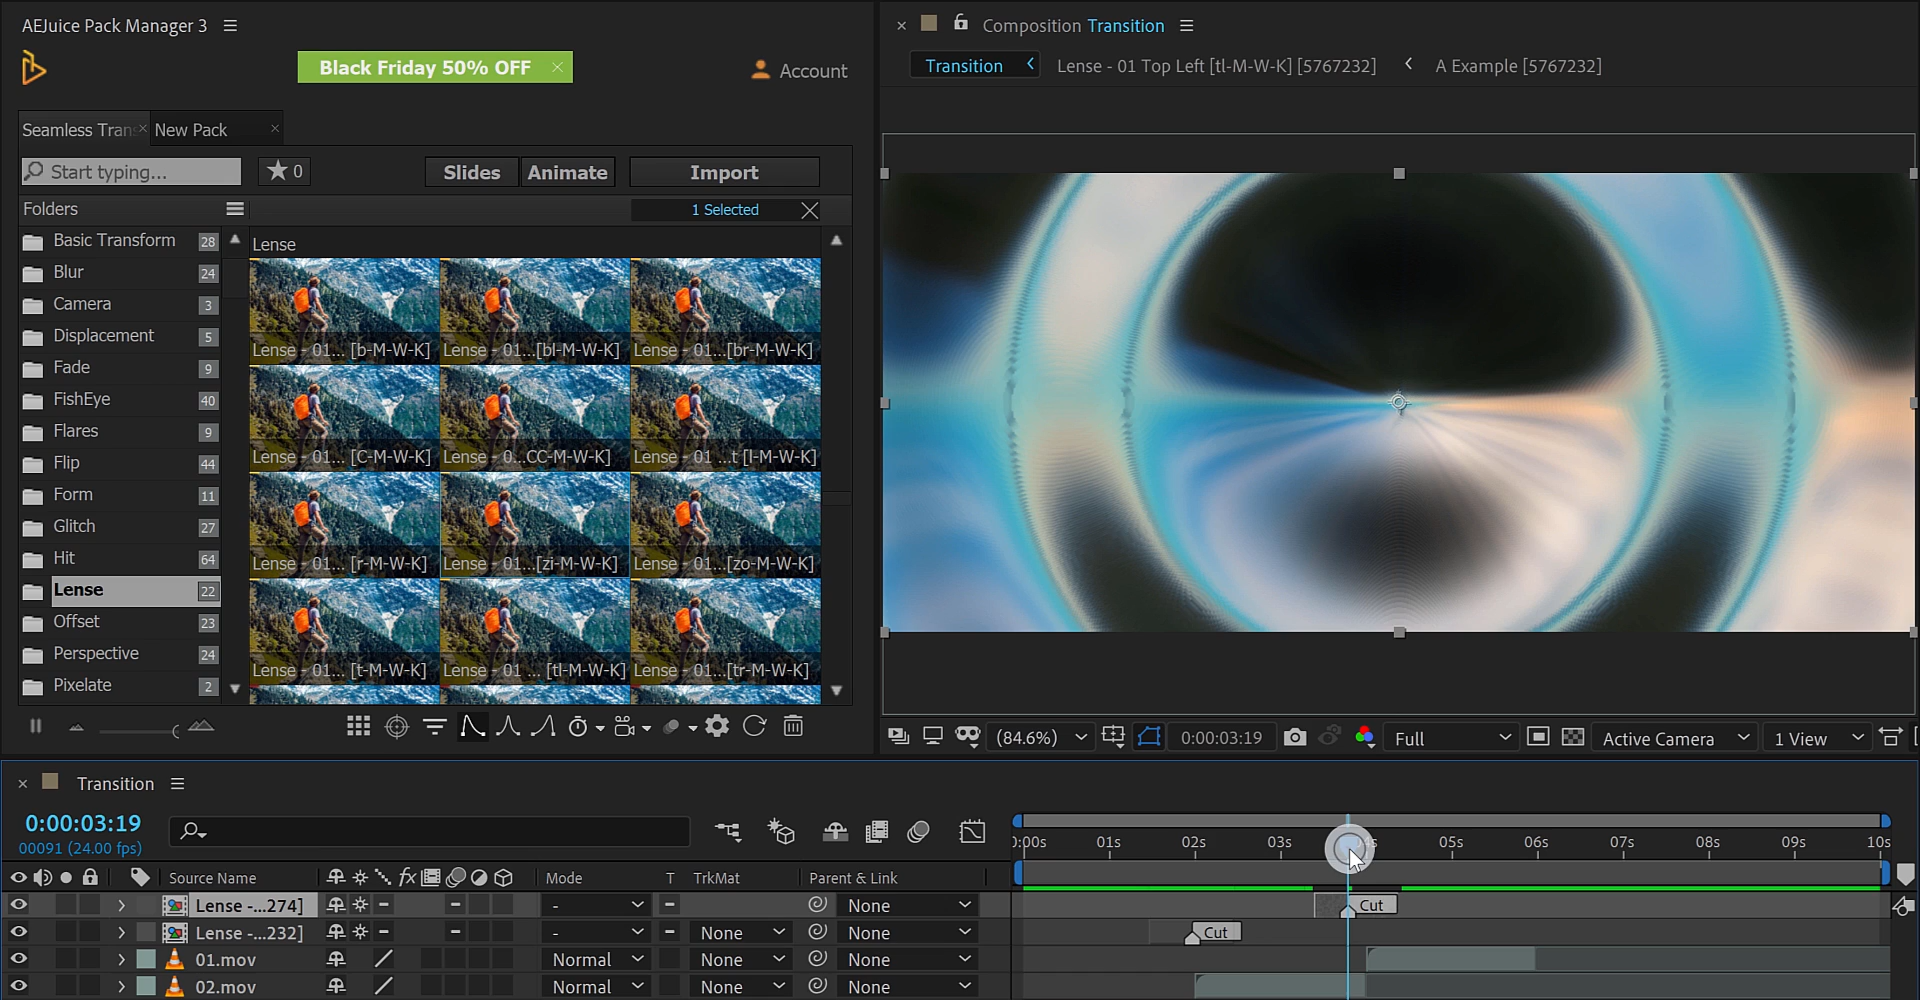 AEJuice Pack Manager 3
Black Friday 50% OFF
Account
Seamless Tran
New Pack
Start typing...
0
Slides
Animate
Import
Folders
1 Selected
Basic Transform 28
Blur 24
Camera 3
Displacement 5
Fade 9
FishEye 40
Flares 9
Flip 44
Form 11
Glitch 27
Hit 64
Lense 22
Offset 23
Perspective 24
Pixelate 2
Lense
Lense - 01... [b-M-W-K]
Lense - 01...[bl-M-W-K]
Lense - 01...[br-M-W-K]
Lense - 01... [C-M-W-K]
Lense - 0...CC-M-W-K]
Lense - 01 ...t [l-M-W-K]
Lense - 01... [r-M-W-K]
Lense - 01... [zi-M-W-K]
Lense - 01...[zo-M-W-K]
Lense - 01... [t-M-W-K]
Lense - 01 ... [tl-M-W-K]
Lense - 01...[tr-M-W-K]
Composition Transition
Transition
Lense - 01 Top Left [tl-M-W-K] [5767232]
A Example [5767232]
(84.6%)
0:00:03:19
Full
Active Camera
1 View
Transition
0:00:03:19
00091 (24.00 fps)
Source Name
fx
Mode
T
TrkMat
Parent & Link
Lense -...274]
-
None
Lense -...232]
-
None
None
01.mov
Normal
None
None
02.mov
Normal
None
None
0:00s 01s 02s 03s 04s 05s 06s 07s 08s 09s 10s
Cut
Cut